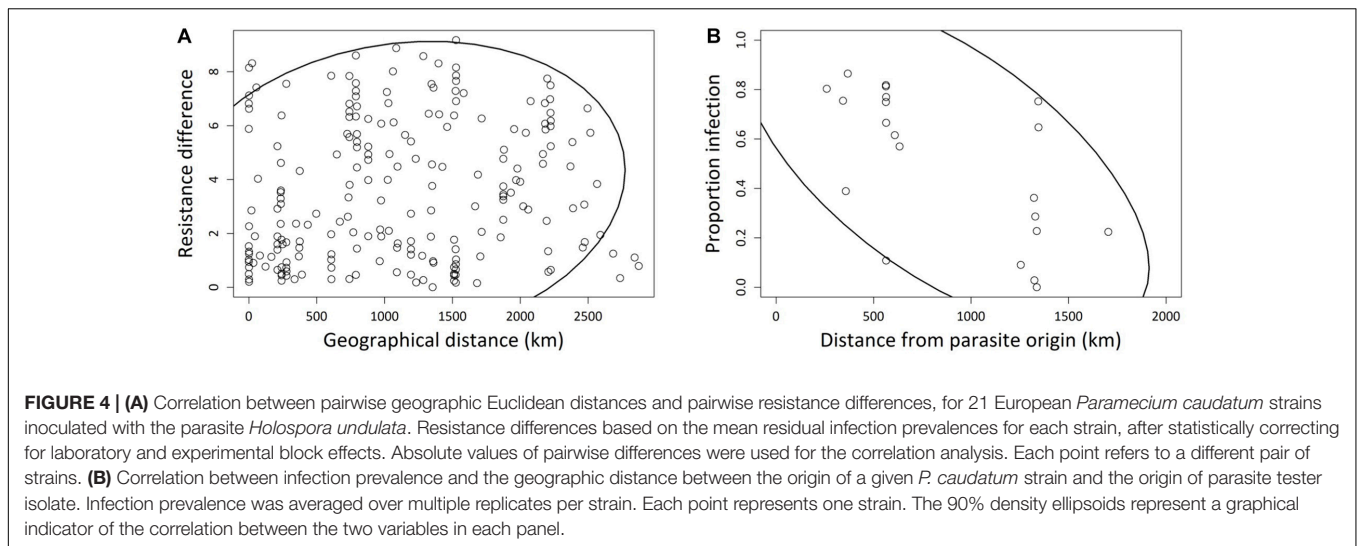 A
Resistance difference
0
2
4
6
8
0
500
1000
1500
2000
2500
Geographical distance (km)
B
Proportion infection
0.0
0.2
0.4
0.6
0.8
1.0
0
500
1000
1500
2000
Distance from parasite origin (km)
FIGURE 4 | (A) Correlation between pairwise geographic Euclidean distances and pairwise resistance differences, for 21 European Paramecium caudatum strains
inoculated with the parasite Holospora undulata. Resistance differences based on the mean residual infection prevalences for each strain, after statistically correcting
for laboratory and experimental block effects. Absolute values of pairwise differences were used for the correlation analysis. Each point refers to a different pair of
strains. (B) Correlation between infection prevalence and the geographic distance between the origin of a given P. caudatum strain and the origin of parasite tester
isolate. Infection prevalence was averaged over multiple replicates per strain. Each point represents one strain. The 90% density ellipsoids represent a graphical
indicator of the correlation between the two variables in each panel.